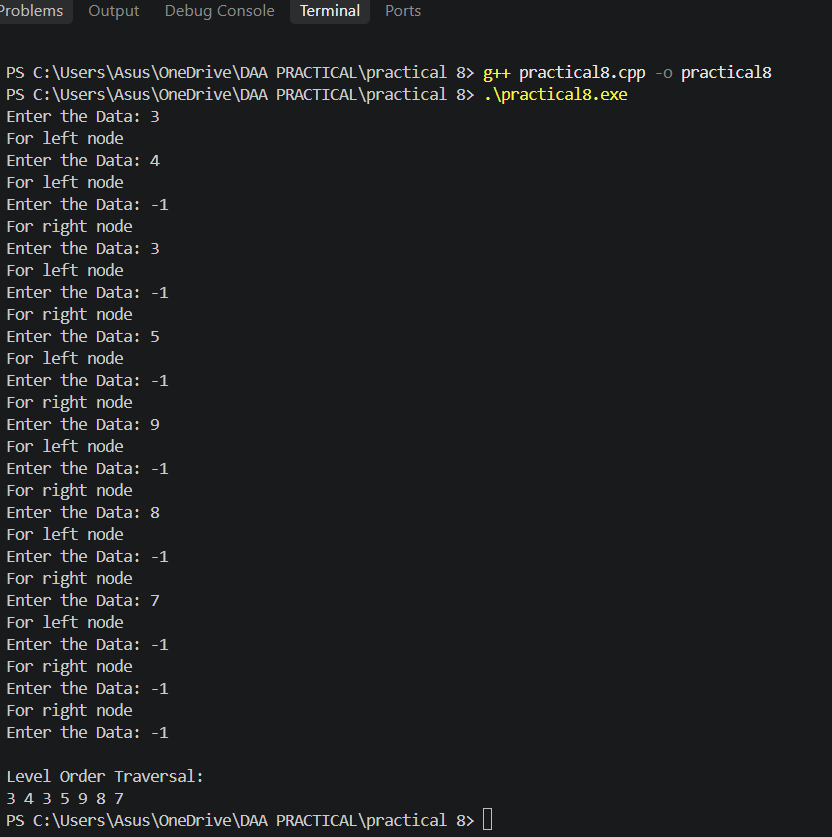 Problems Output Debug Console Terminal Ports
PS C:\Users\Asus\OneDrive\DAA PRACTICAL\practical 8> g++ practical8.cpp -o practical8
PS C:\Users\Asus\OneDrive\DAA PRACTICAL\practical 8> .\practical8.exe
Enter the Data: 3
For left node
Enter the Data: 4
For left node
Enter the Data: -1
For right node
Enter the Data: 3
For left node
Enter the Data: -1
For right node
Enter the Data: 5
For left node
Enter the Data: -1
For right node
Enter the Data: 9
For left node
Enter the Data: -1
For right node
Enter the Data: 8
For left node
Enter the Data: -1
For right node
Enter the Data: 7
For left node
Enter the Data: -1
For right node
Enter the Data: -1
For right node
Enter the Data: -1
Level Order Traversal:
3 4 3 5 9 8 7
PS C:\Users\Asus\OneDrive\DAA PRACTICAL\practical 8>